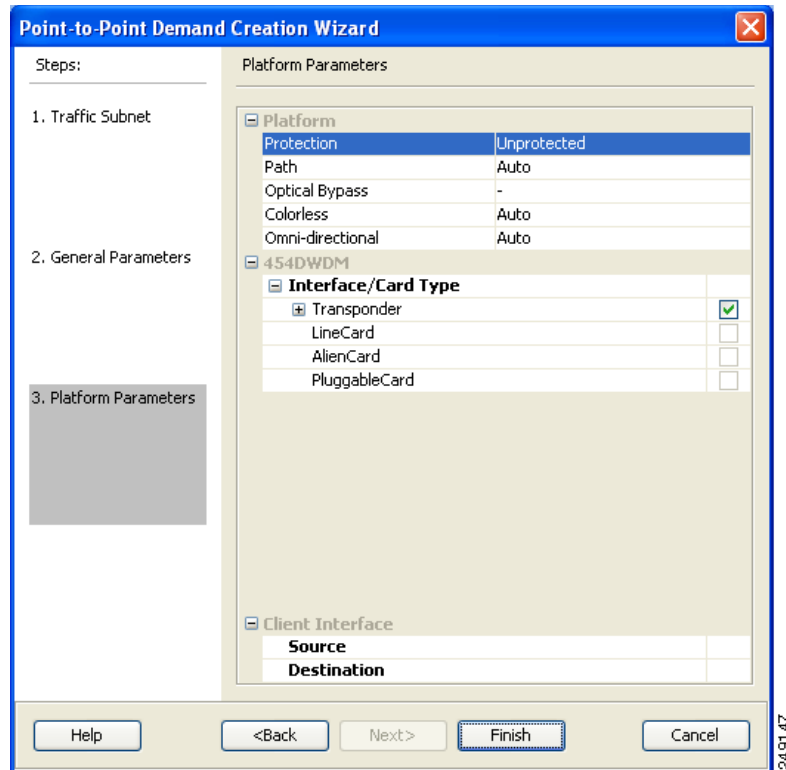 Point-to-Point Demand Creation Wizard
Steps:
Platform Parameters
1. Traffic Subnet
2. General Parameters
3. Platform Parameters
Platform
Protection Unprotected
Path Auto
Optical Bypass -
Colorless Auto
Omni-directional Auto
454DWDM
Interface/Card Type
Transponder
LineCard
AlienCard
PluggableCard
Client Interface
Source
Destination
Help <Back Next> Finish Cancel
249147